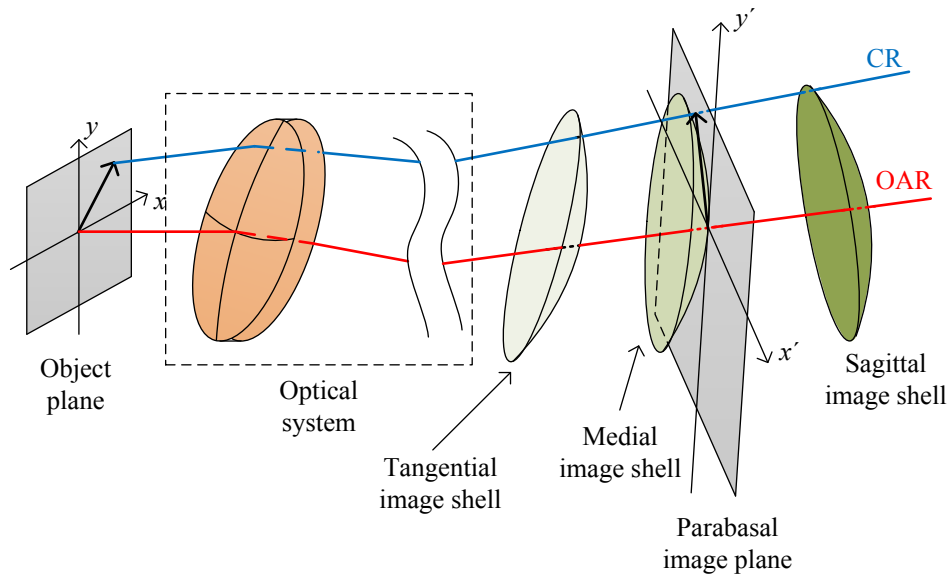 y´
CR
y
x
OAR
x´
Object
plane
Optical
system
Sagittal
image shell
Medial
image shell
Tangential
image shell
Parabasal
image plane